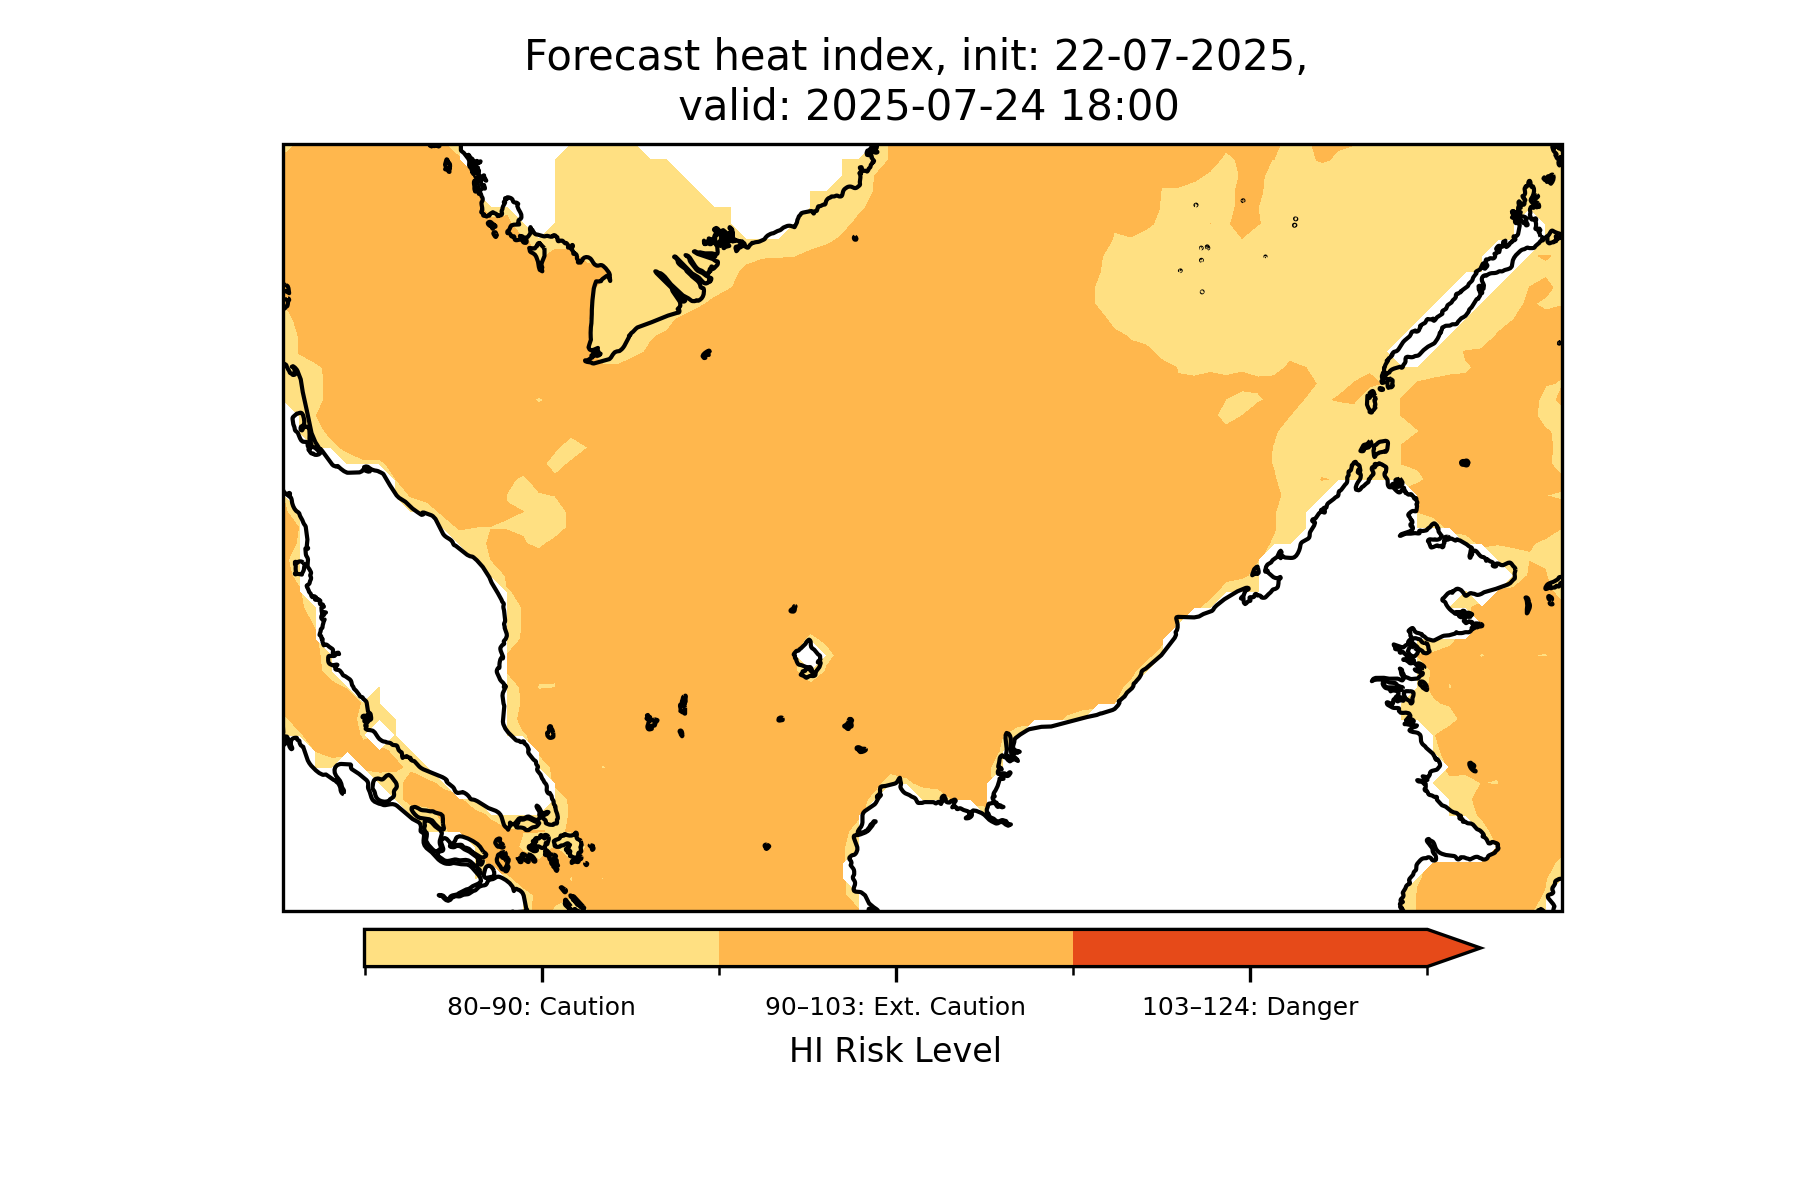 Forecast heat index, init: 22-07-2025,
valid: 2025-07-24 18:00
80–90: Caution
90–103: Ext. Caution
103–124: Danger
HI Risk Level